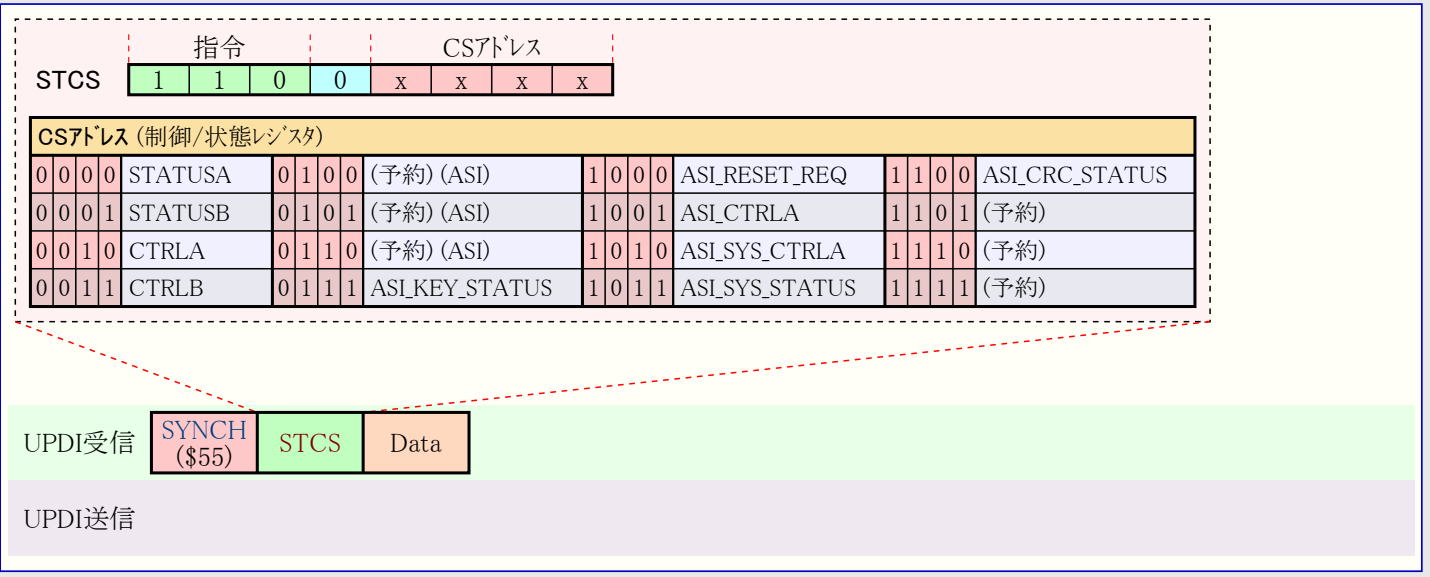 指令 CSアドレス
STCS 1 1 0 0 x x x x
CSアドレス (制御/状態レジスタ)
0 0 0 0 STATUSA 0 1 0 0 (予約) (ASI) 1 0 0 0 ASI_RESET_REQ 1 1 0 0 ASI_CRC_STATUS
0 0 0 1 STATUSB 0 1 0 1 (予約) (ASI) 1 0 0 1 ASI_CTRLA 1 1 0 1 (予約)
0 0 1 0 CTRLA 0 1 1 0 (予約) (ASI) 1 0 1 0 ASI_SYS_CTRLA 1 1 1 0 (予約)
0 0 1 1 CTRLB 0 1 1 1 ASI_KEY_STATUS 1 0 1 1 ASI_SYS_STATUS 1 1 1 1 (予約)
UPDI受信 SYNCH ($55) STCS Data
UPDI送信